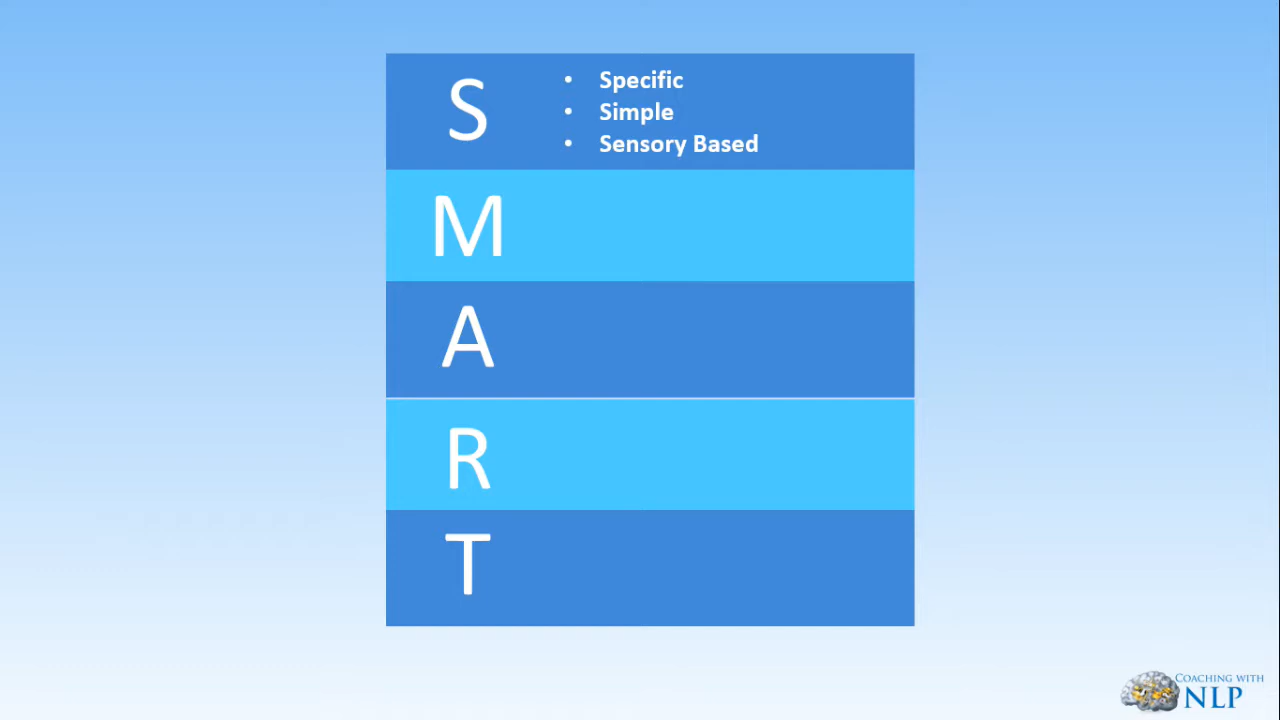 S
• Specific
• Simple
• Sensory Based
M
A
R
T
COACHING WITH
NLP